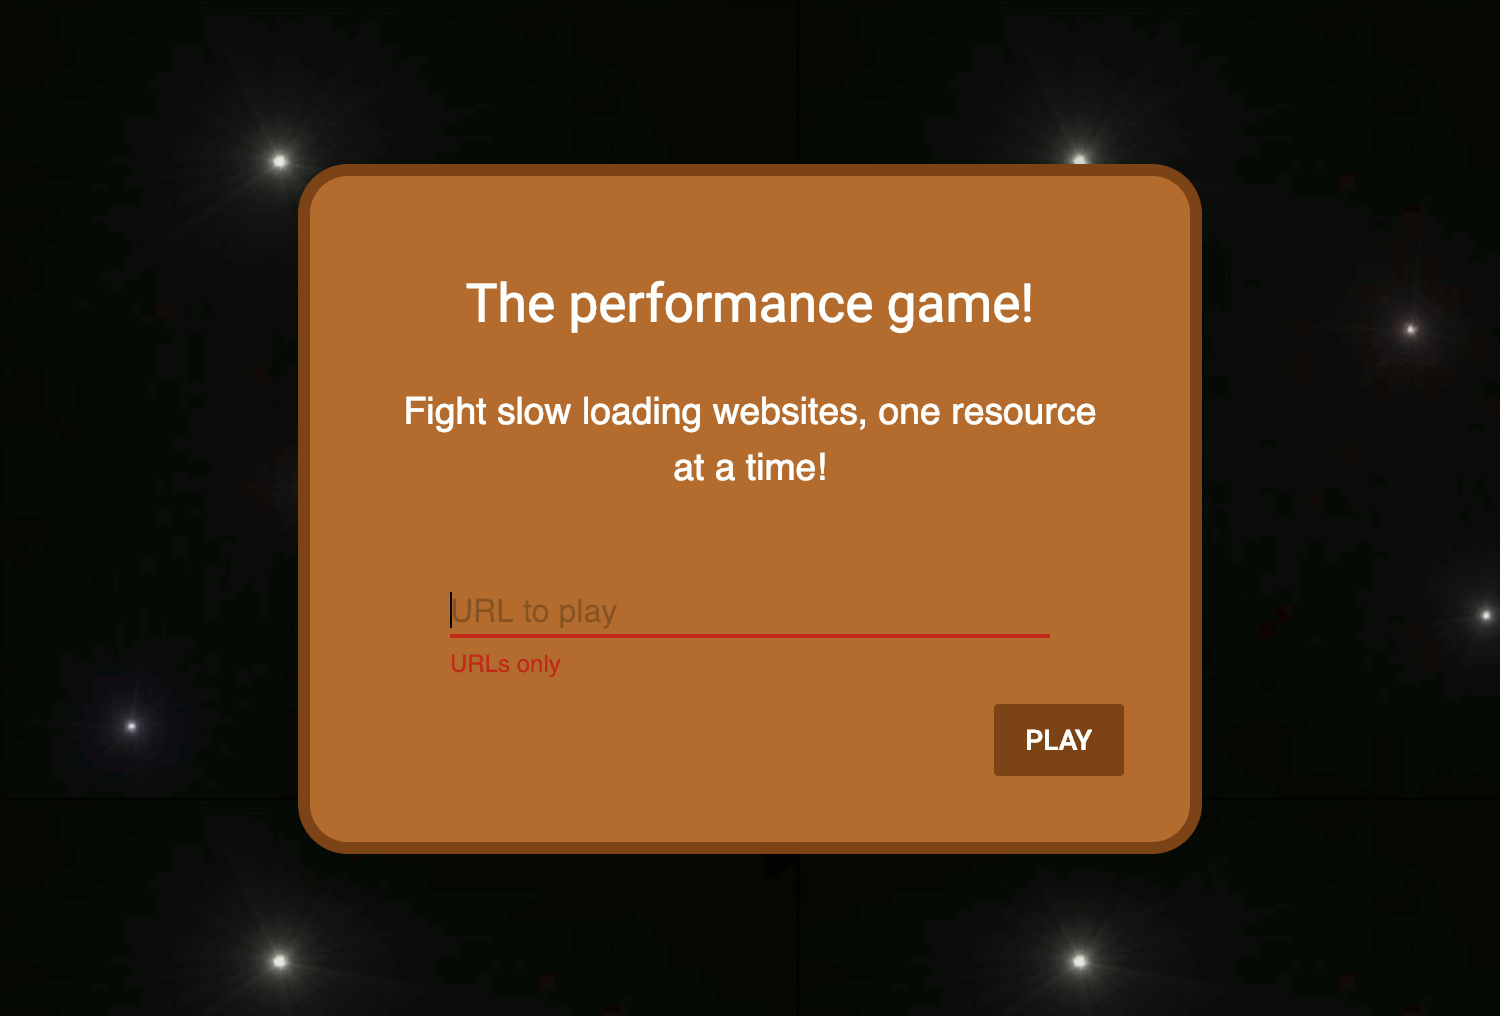 The performance game!
Fight slow loading websites, one resource
at a time!
URL to play
URLs only
PLAY